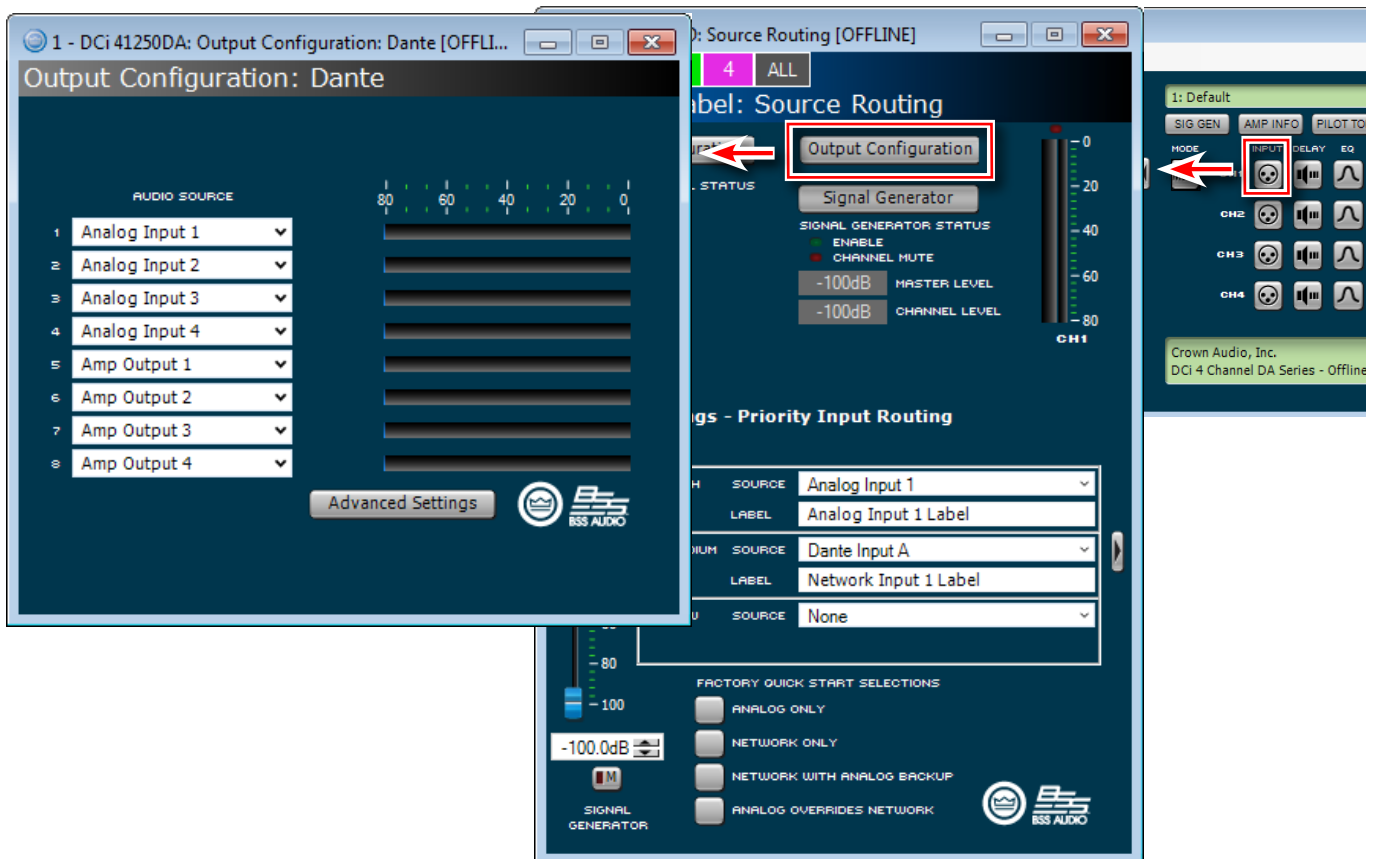 1 - DCi 41250DA: Output Configuration: Dante [OFFLI...
Output Configuration: Dante
AUDIO SOURCE
80 60 40 20 0
1 Analog Input 1
2 Analog Input 2
3 Analog Input 3
4 Analog Input 4
5 Amp Output 1
6 Amp Output 2
7 Amp Output 3
8 Amp Output 4
Advanced Settings
BSS AUDIO
: Source Routing [OFFLINE]
4 ALL
abel: Source Routing
Output Configuration
STATUS
Signal Generator
SIGNAL GENERATOR STATUS
ENABLE
CHANNEL MUTE
-100dB MASTER LEVEL
-100dB CHANNEL LEVEL
0
20
40
60
80
CH1
gs - Priority Input Routing
SOURCE Analog Input 1
LABEL Analog Input 1 Label
DIUM SOURCE Dante Input A
LABEL Network Input 1 Label
SOURCE None
80
100
-100.0dB
M
SIGNAL
GENERATOR
FACTORY QUICK START SELECTIONS
ANALOG ONLY
NETWORK ONLY
NETWORK WITH ANALOG BACKUP
ANALOG OVERRIDES NETWORK
BSS AUDIO
1: Default
SIG GEN AMP INFO PILOT TO
MODE INPUT DELAY EQ
CH2
CH3
CH4
Crown Audio, Inc.
DCi 4 Channel DA Series - Offline